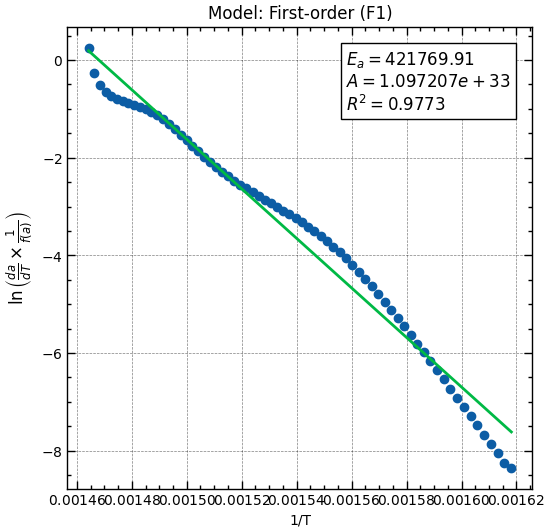 Model: First-order (F1)
E_a = 421769.91
A = 1.097207e + 33
R^2 = 0.9773
0
−2
−4
−6
−8
ln(da/dT × 1/f(a))
0.00146 0.00148 0.00150 0.00152 0.00154 0.00156 0.00158 0.00160 0.00162
1/T